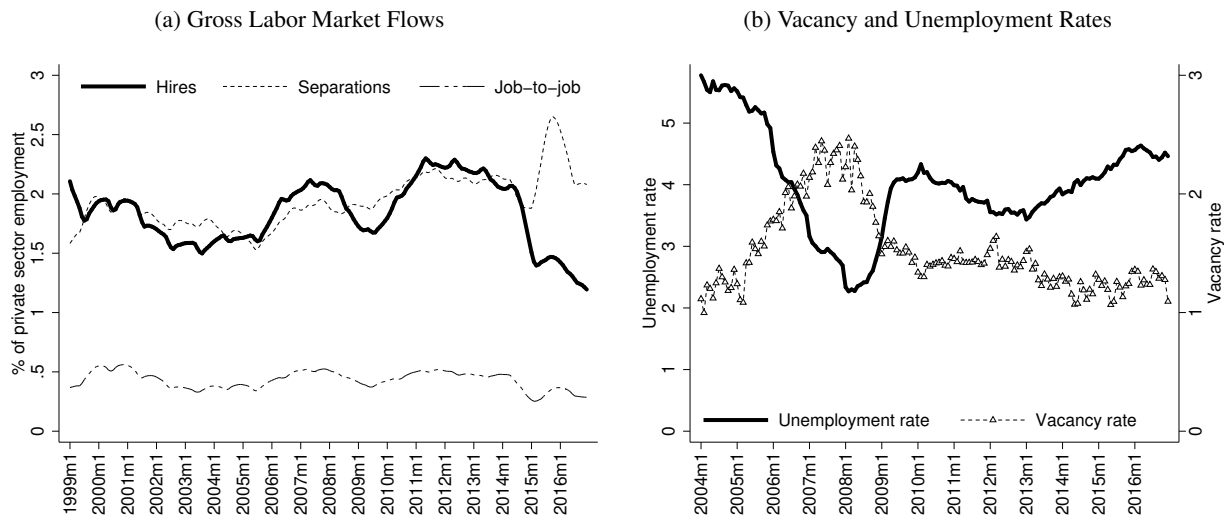 (a) Gross Labor Market Flows
% of private sector employment
3
2.5
2
1.5
1
.5
0
Hires
Separations
Job−to−job
1999m1
2000m1
2001m1
2002m1
2003m1
2004m1
2005m1
2006m1
2007m1
2008m1
2009m1
2010m1
2011m1
2012m1
2013m1
2014m1
2015m1
2016m1
(b) Vacancy and Unemployment Rates
Unemployment rate
5
4
3
2
1
0
Vacancy rate
3
2
1
0
Unemployment rate
Vacancy rate
2004m1
2005m1
2006m1
2007m1
2008m1
2009m1
2010m1
2011m1
2012m1
2013m1
2014m1
2015m1
2016m1